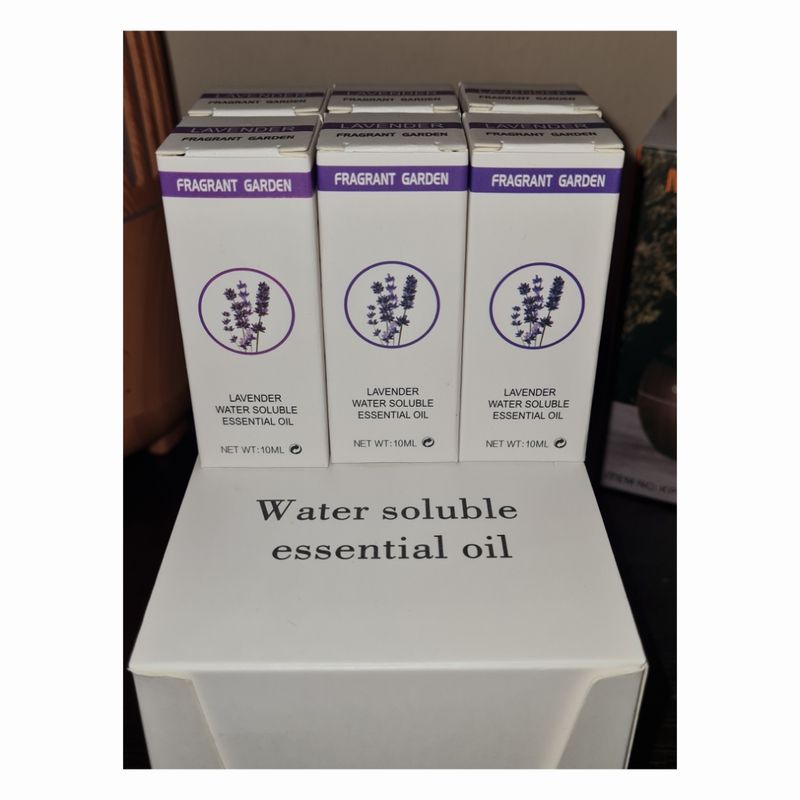 LAVENDER
FRAGRANT GARDEN
LAVENDER
FRAGRANT GARDEN
LAVENDER
FRAGRANT GARDEN
LAVENDER
FRAGRANT GARDEN
LAVENDER
FRAGRANT GARDEN
LAVENDER
FRAGRANT GARDEN
FRAGRANT GARDEN
LAVENDER
WATER SOLUBLE
ESSENTIAL OIL
NET WT:10ML
FRAGRANT GARDEN
LAVENDER
WATER SOLUBLE
ESSENTIAL OIL
NET WT:10ML
FRAGRANT GARDEN
LAVENDER
WATER SOLUBLE
ESSENTIAL OIL
NET WT:10ML
Water soluble
essential oil